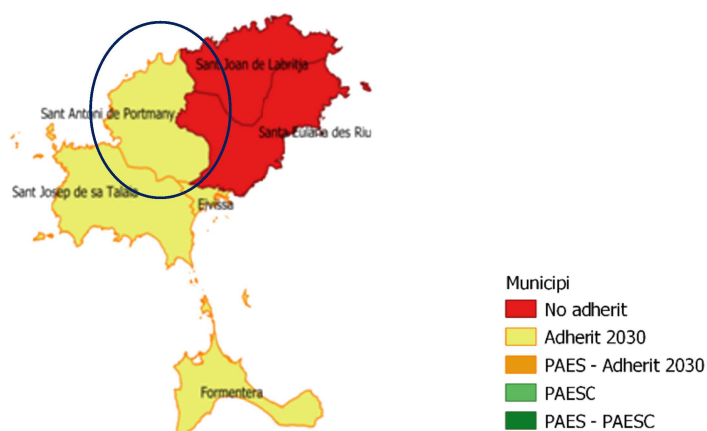 Sant Joan de Labritja
Sant Antoni de Portmany
Santa Eulària des Riu
Sant Josep de sa Talaia
Eivissa
Formentera
Municipi
No adherit
Adherit 2030
PAES - Adherit 2030
PAESC
PAES - PAESC